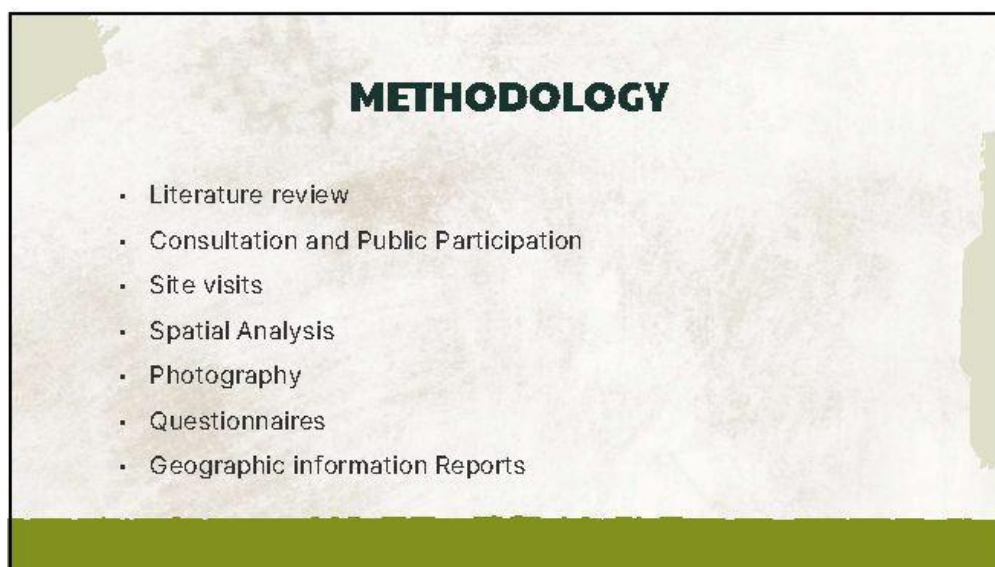 METHODOLOGY
▪ Literature review
▪ Consultation and Public Participation
▪ Site visits
▪ Spatial Analysis
▪ Photography
▪ Questionnaires
▪ Geographic information Reports